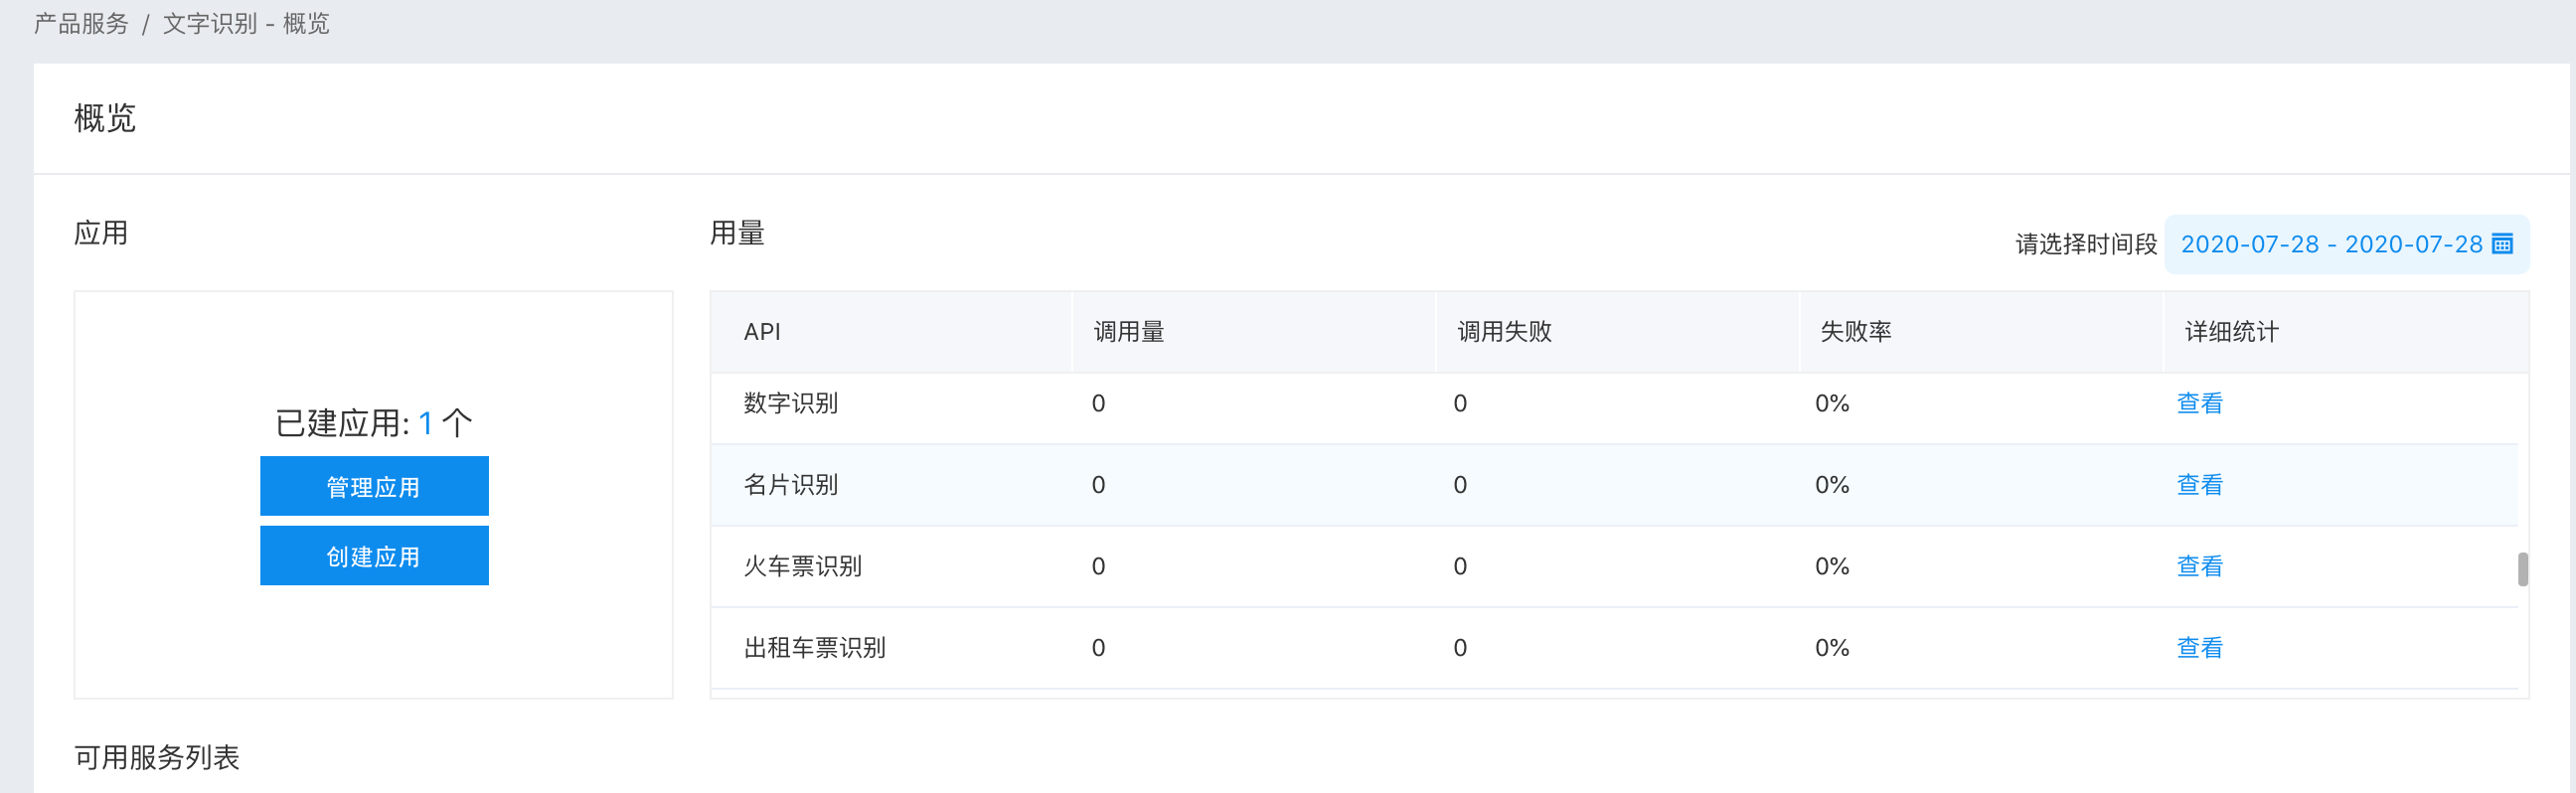 产品服务 / 文字识别 - 概览
概览
应用
已建应用: 1 个
管理应用
创建应用
用量
请选择时间段 2020-07-28 - 2020-07-28
API 调用量 调用失败 失败率 详细统计
数字识别 0 0 0% 查看
名片识别 0 0 0% 查看
火车票识别 0 0 0% 查看
出租车票识别 0 0 0% 查看
可用服务列表